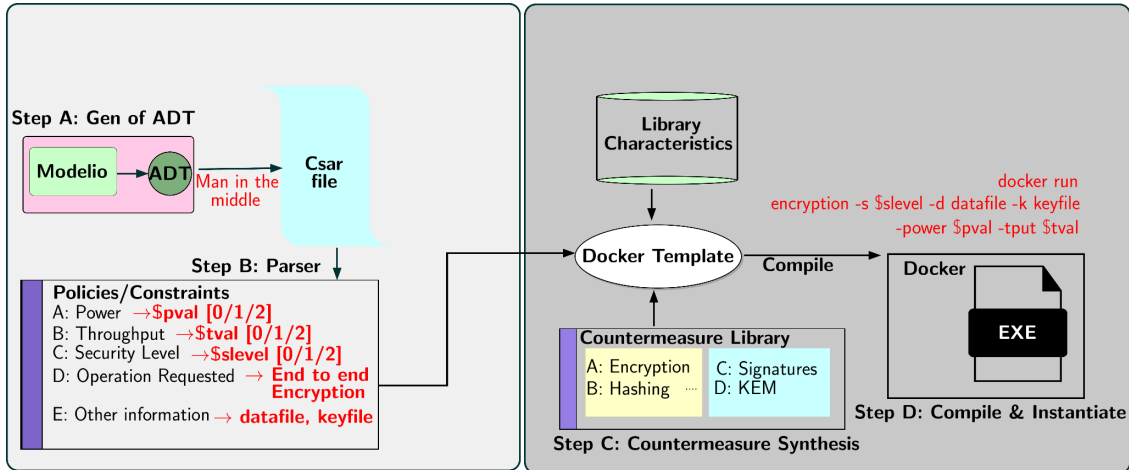 Step A: Gen of ADT
Modelio
ADT
Man in the
middle
Csar
file
Step B: Parser
Policies/Constraints
A: Power →$pval [0/1/2]
B: Throughput →$tval [0/1/2]
C: Security Level →$slevel [0/1/2]
D: Operation Requested → End to end
Encryption
E: Other information → datafile, keyfile
Library
Characteristics
docker run
encryption -s $slevel -d datafile -k keyfile
-power $pval -tput $tval
Docker Template
Compile
Docker
EXE
Countermeasure Library
A: Encryption
B: Hashing ....
C: Signatures
D: KEM
Step D: Compile & Instantiate
Step C: Countermeasure Synthesis